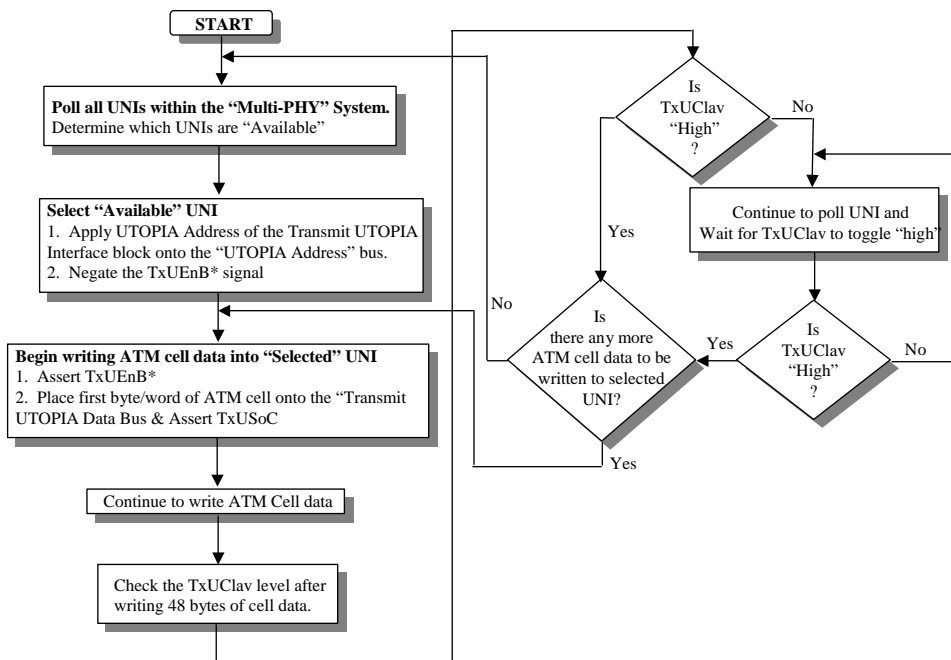 START
Poll all UNIs within the “Multi-PHY” System.
Determine which UNIs are “Available”
Select “Available” UNI
1. Apply UTOPIA Address of the Transmit UTOPIA
Interface block onto the “UTOPIA Address” bus.
2. Negate the TxUEnB* signal
Begin writing ATM cell data into “Selected” UNI
1. Assert TxUEnB*
2. Place first byte/word of ATM cell onto the “Transmit
UTOPIA Data Bus & Assert TxUSoC
Continue to write ATM Cell data
Check the TxUClav level after
writing 48 bytes of cell data.
Is
TxUClav
“High”
?
No
Yes
Continue to poll UNI and
Wait for TxUClav to toggle “high”
Is
TxUClav
“High”
?
No
Yes
Is
there any more
ATM cell data to be
written to selected
UNI?
No
Yes